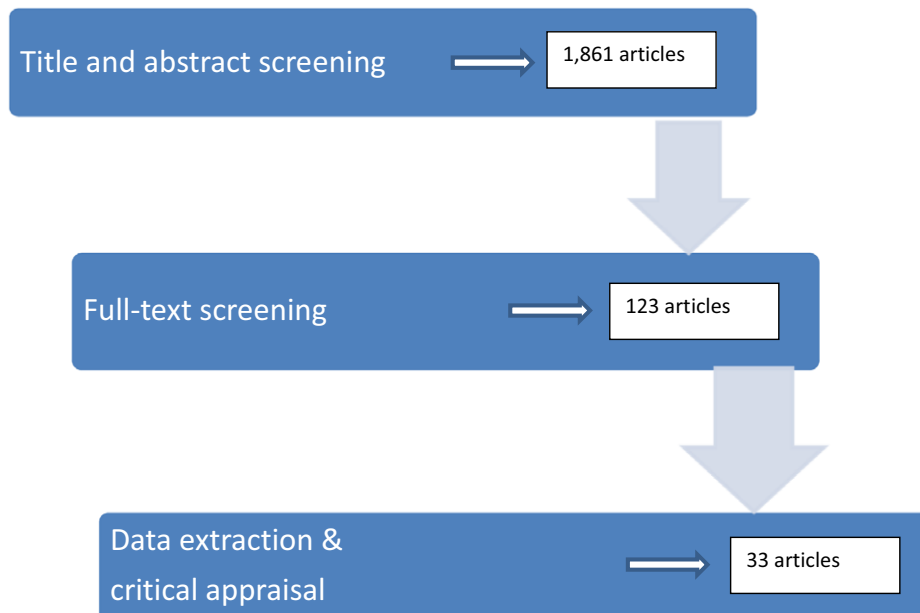 Title and abstract screening
1,861 articles
Full-text screening
123 articles
Data extraction &
critical appraisal
33 articles